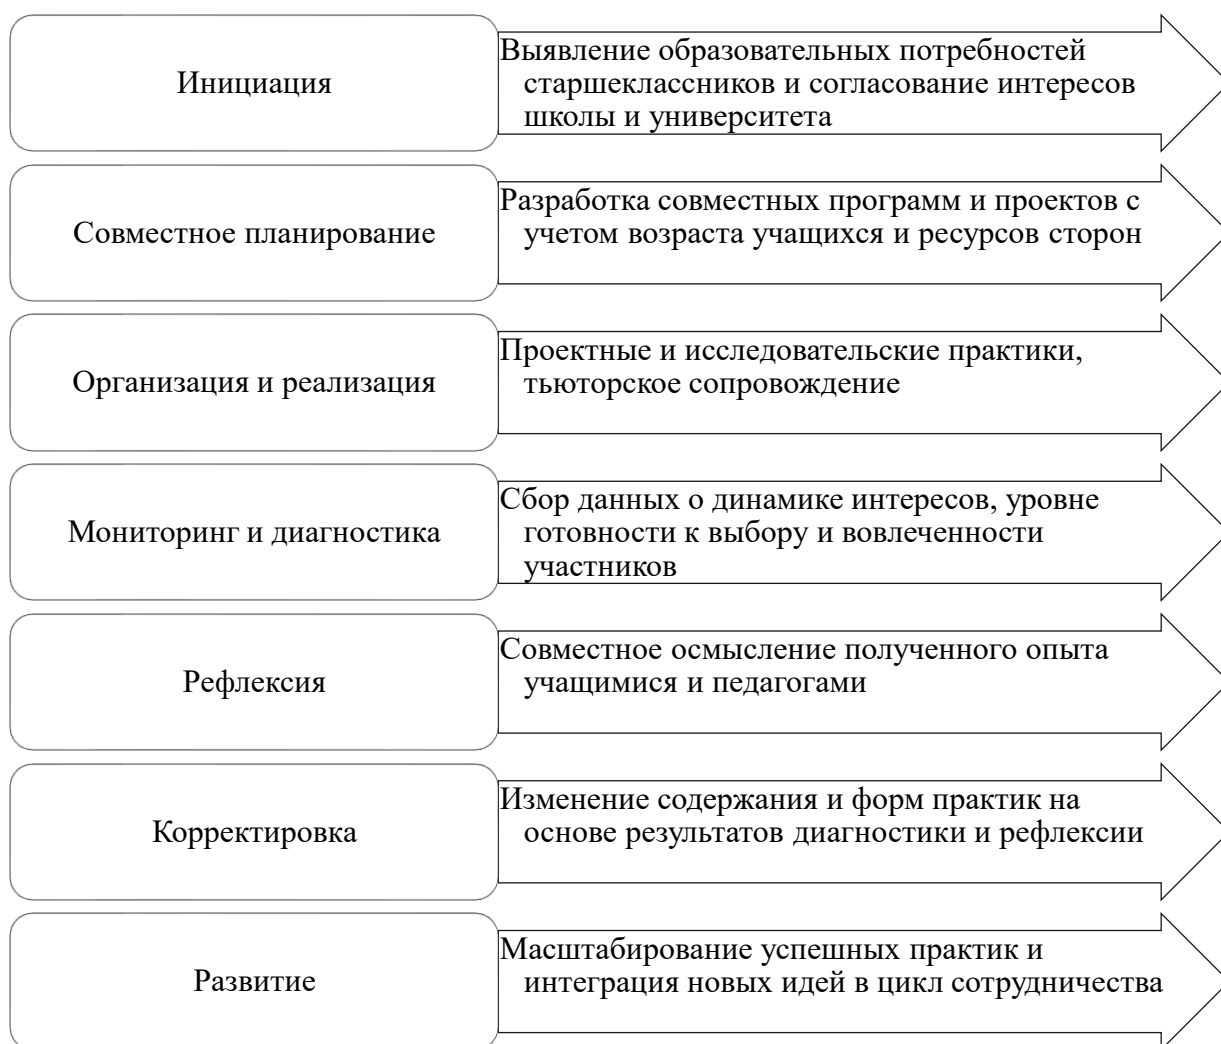 Инициация
Выявление образовательных потребностей
старшеклассников и согласование интересов
школы и университета
Совместное планирование
Разработка совместных программ и проектов с
учетом возраста учащихся и ресурсов сторон
Организация и реализация
Проектные и исследовательские практики,
тьюторское сопровождение
Мониторинг и диагностика
Сбор данных о динамике интересов, уровне
готовности к выбору и вовлеченности
участников
Рефлексия
Совместное осмысление полученного опыта
учащимися и педагогами
Корректировка
Изменение содержания и форм практик на
основе результатов диагностики и рефлексии
Развитие
Масштабирование успешных практик и
интеграция новых идей в цикл сотрудничества